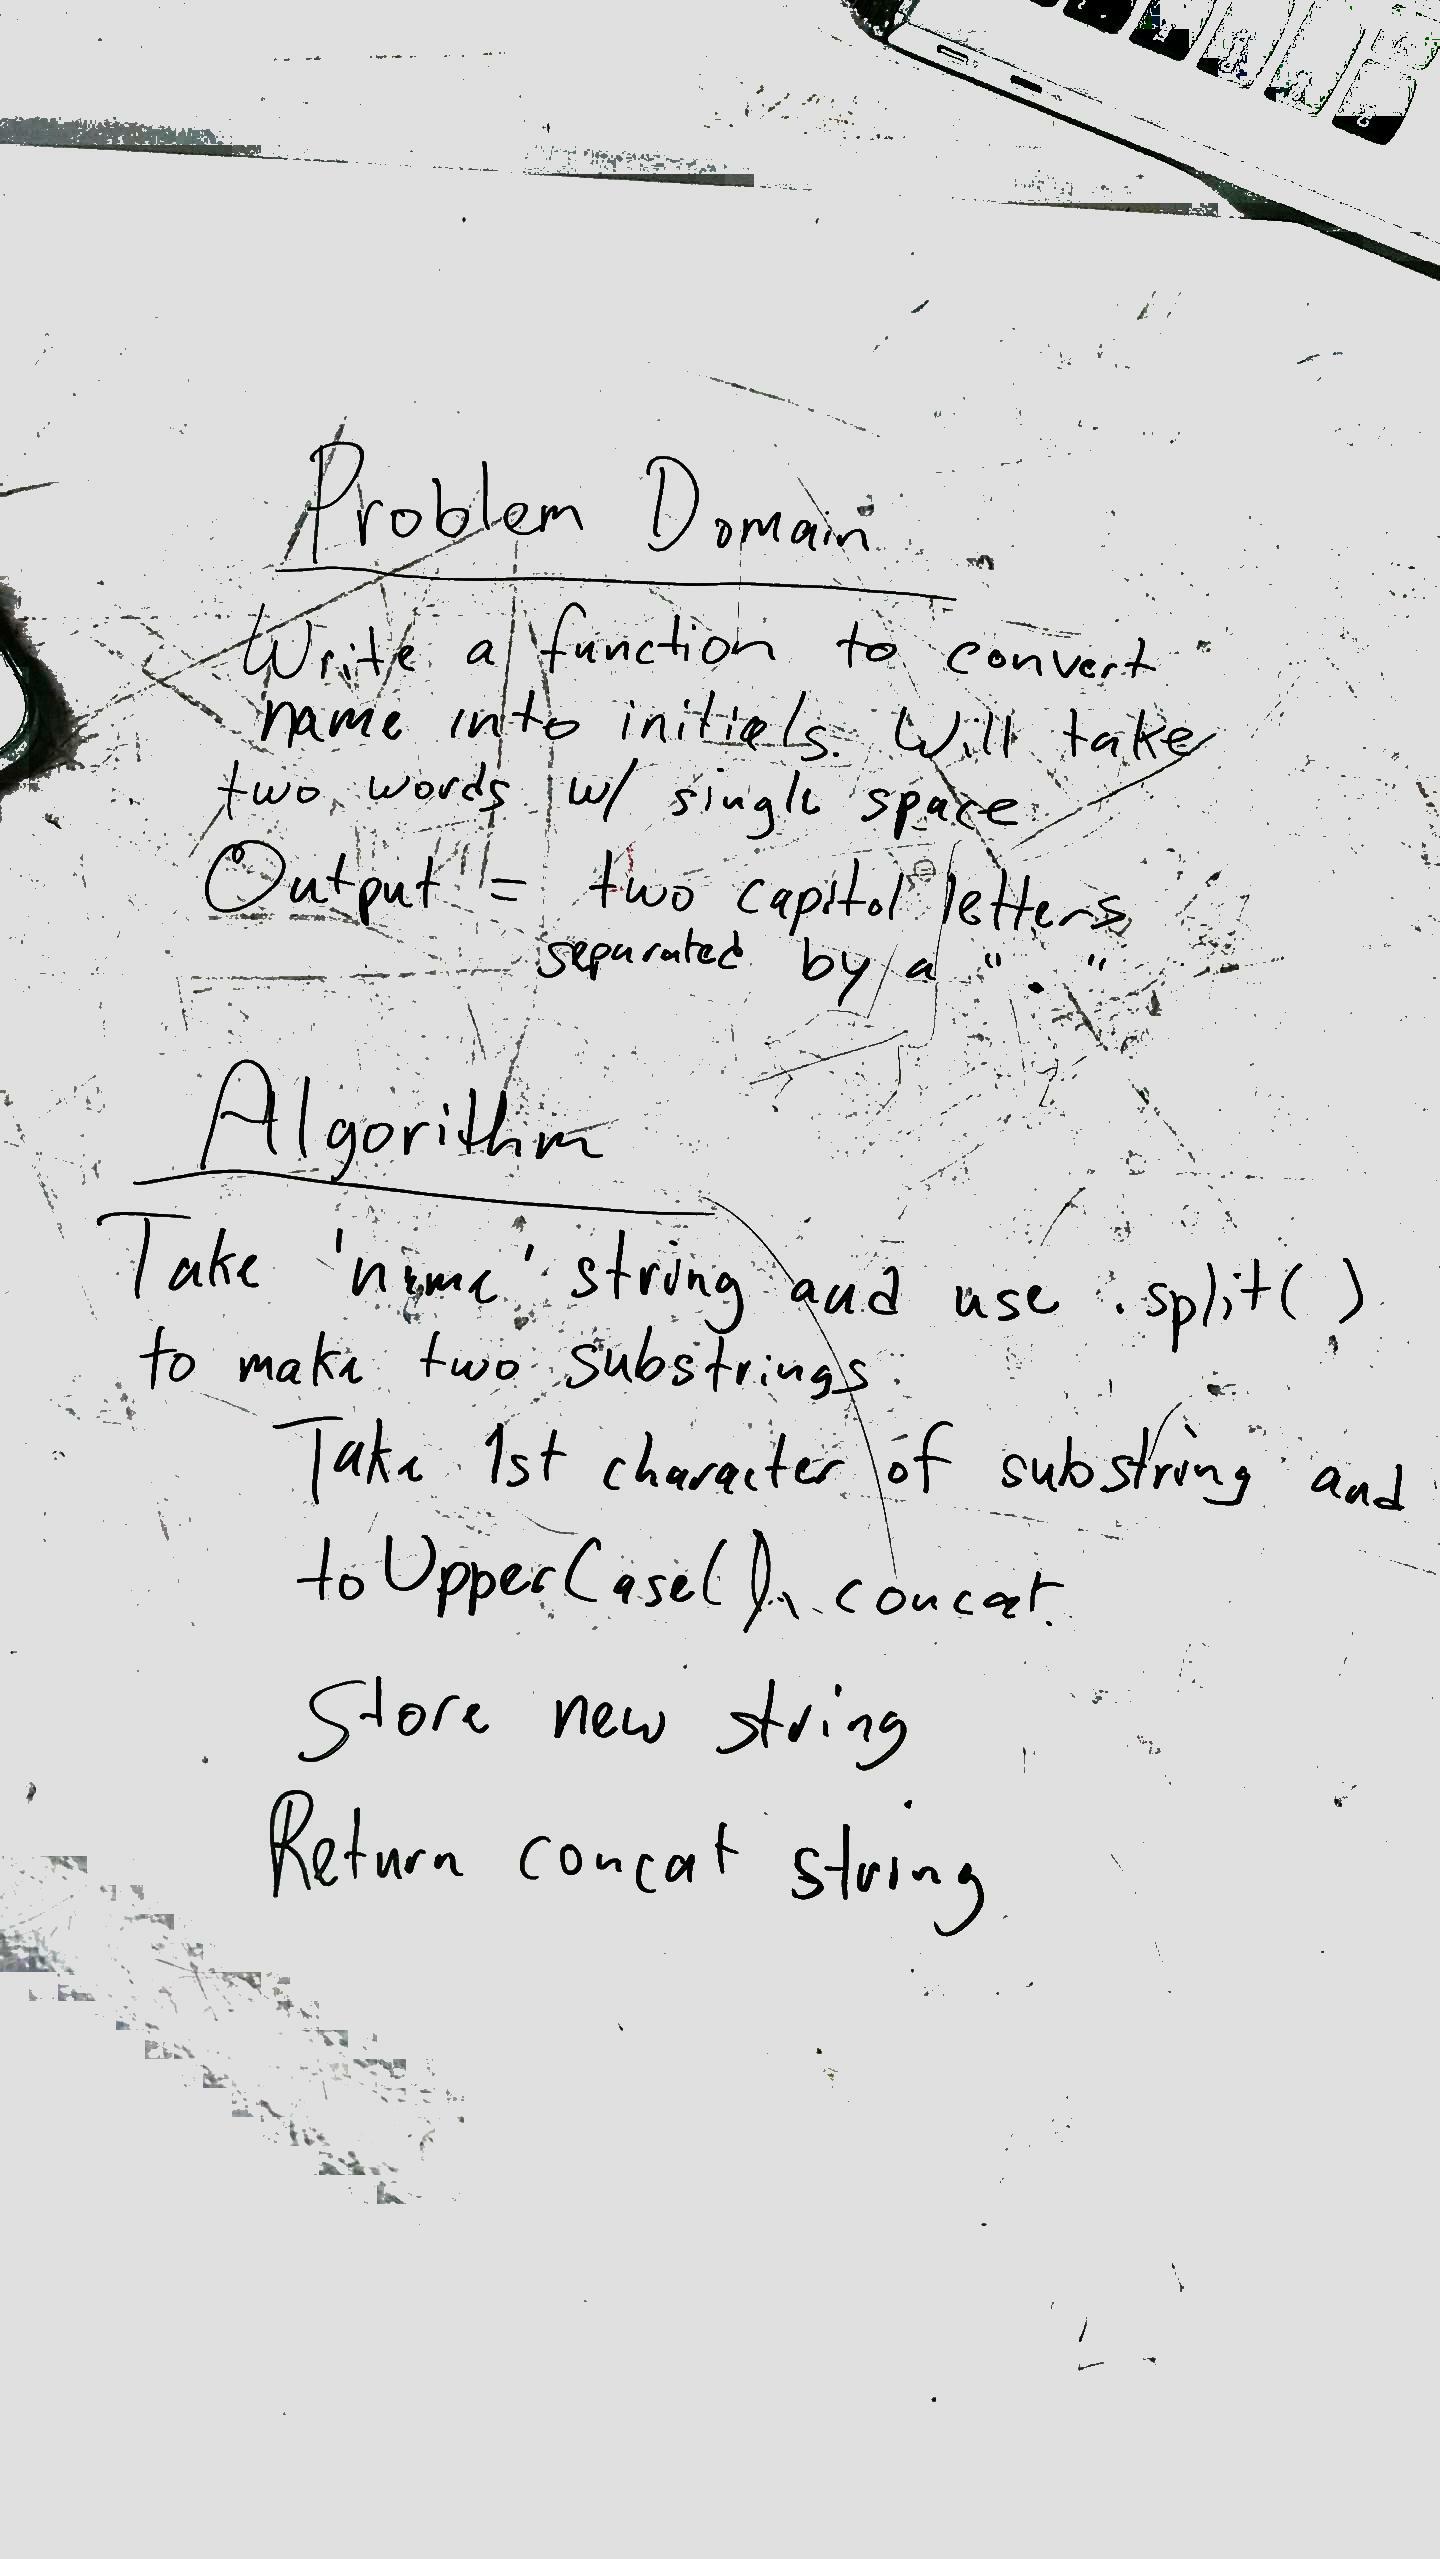 Problem Domain
Write a function to convert
name into initials. Will take
two words w/ single space
Output = two capitol letters
separated by a " . "
Algorithm
Take 'name' string and use .split( )
to make two substrings.
Take 1st character of substring and
toUpperCase(), concat.
Store new string
Return concat string